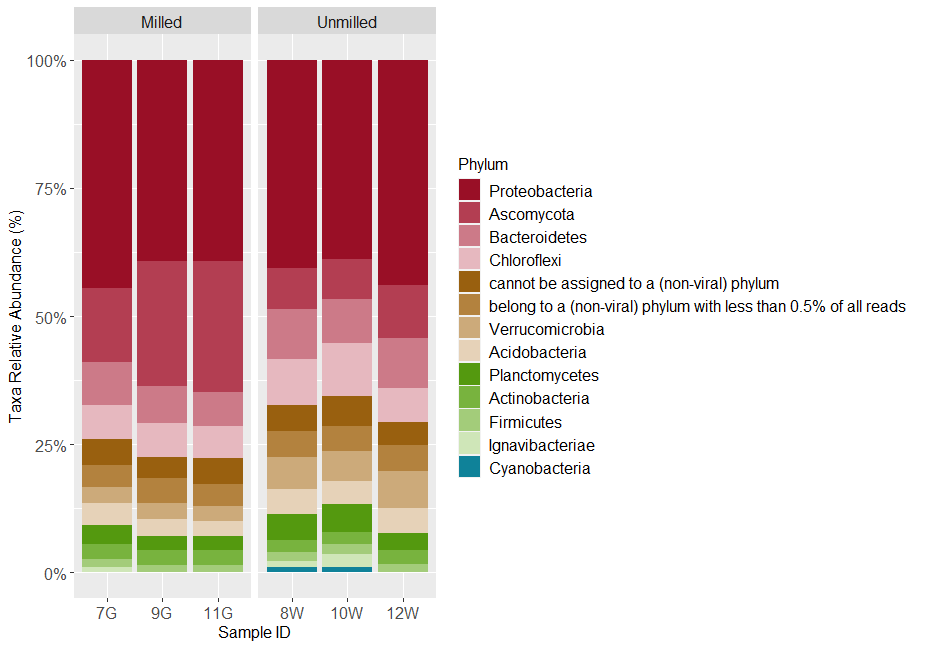 Milled Unmilled
100%
75%
50%
25%
0%
Taxa Relative Abundance (%)
7G 9G 11G 8W 10W 12W
Sample ID
Phylum
Proteobacteria
Ascomycota
Bacteroidetes
Chloroflexi
cannot be assigned to a (non-viral) phylum
belong to a (non-viral) phylum with less than 0.5% of all reads
Verrucomicrobia
Acidobacteria
Planctomycetes
Actinobacteria
Firmicutes
Ignavibacteriae
Cyanobacteria